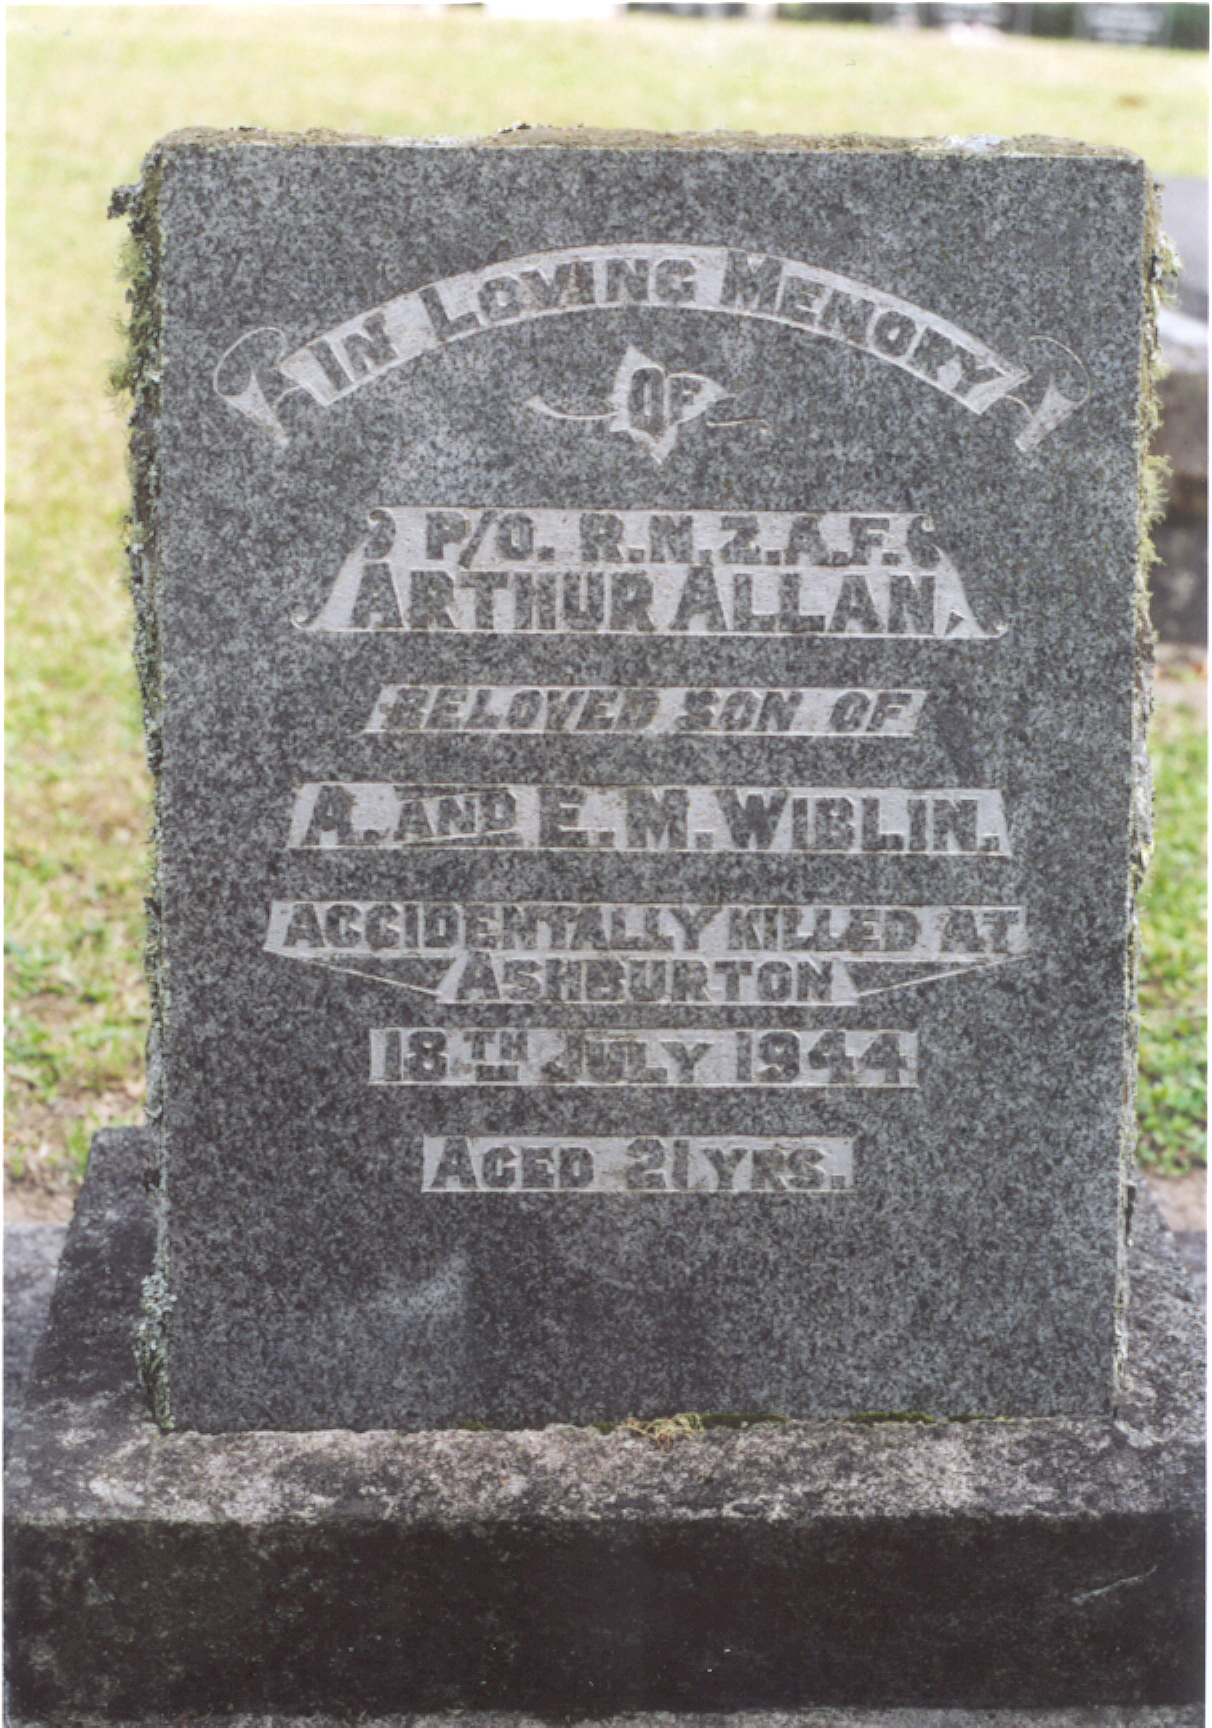 IN LOVING MEMORY
OF
P/O. R.N.Z.A.F.
ARTHUR ALLAN,
BELOVED SON OF
A. AND E. M. WIBLIN.
ACCIDENTALLY KILLED AT
ASHBURTON
18TH JULY 1944
AGED 21 YRS.